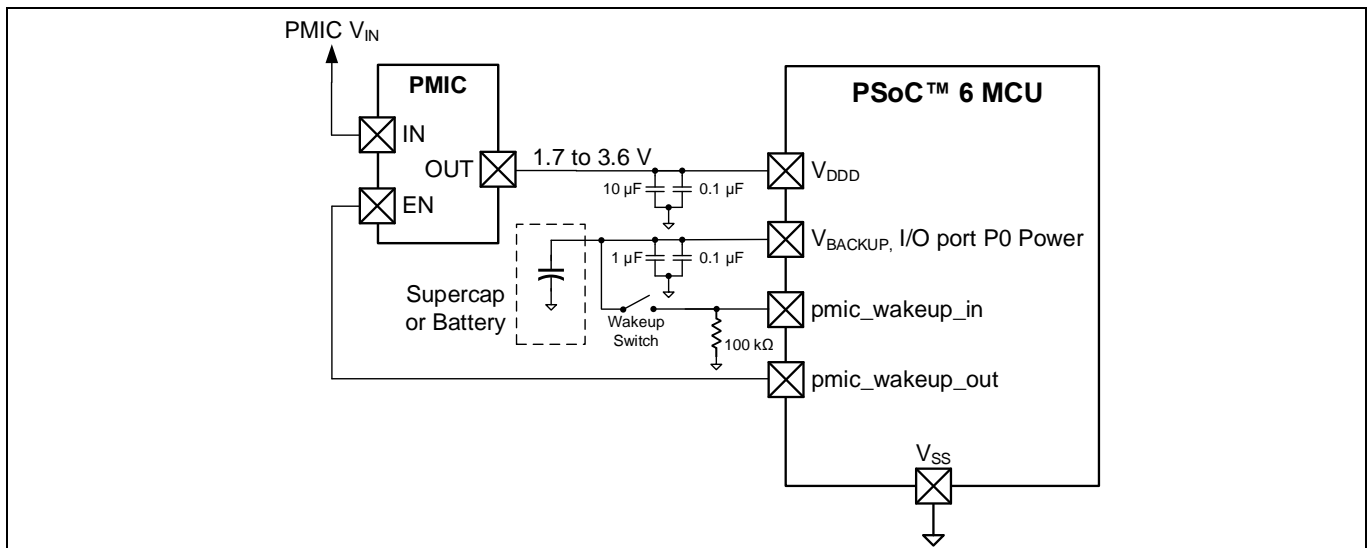 PMIC VIN
PMIC
PSoC™ 6 MCU
IN
OUT
1.7 to 3.6 V
VDDD
10 µF
0.1 µF
EN
VBACKUP, I/O port P0 Power
1 µF
0.1 µF
Supercap
or Battery
Wakeup
Switch
100 kΩ
pmic_wakeup_in
pmic_wakeup_out
VSS